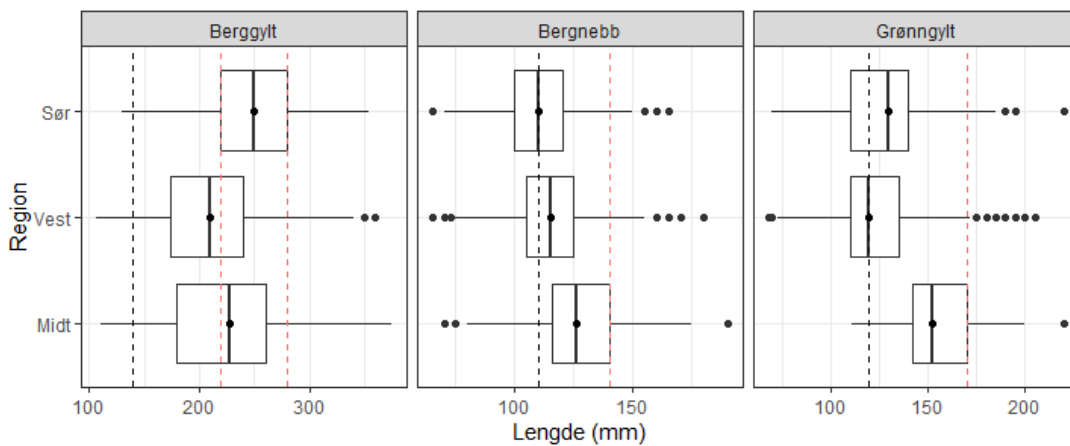 Berggylt Bergnebb Grønngylt
Region
Sør
Vest
Midt
100 200 300 100 150 100 150 200
Lengde (mm)